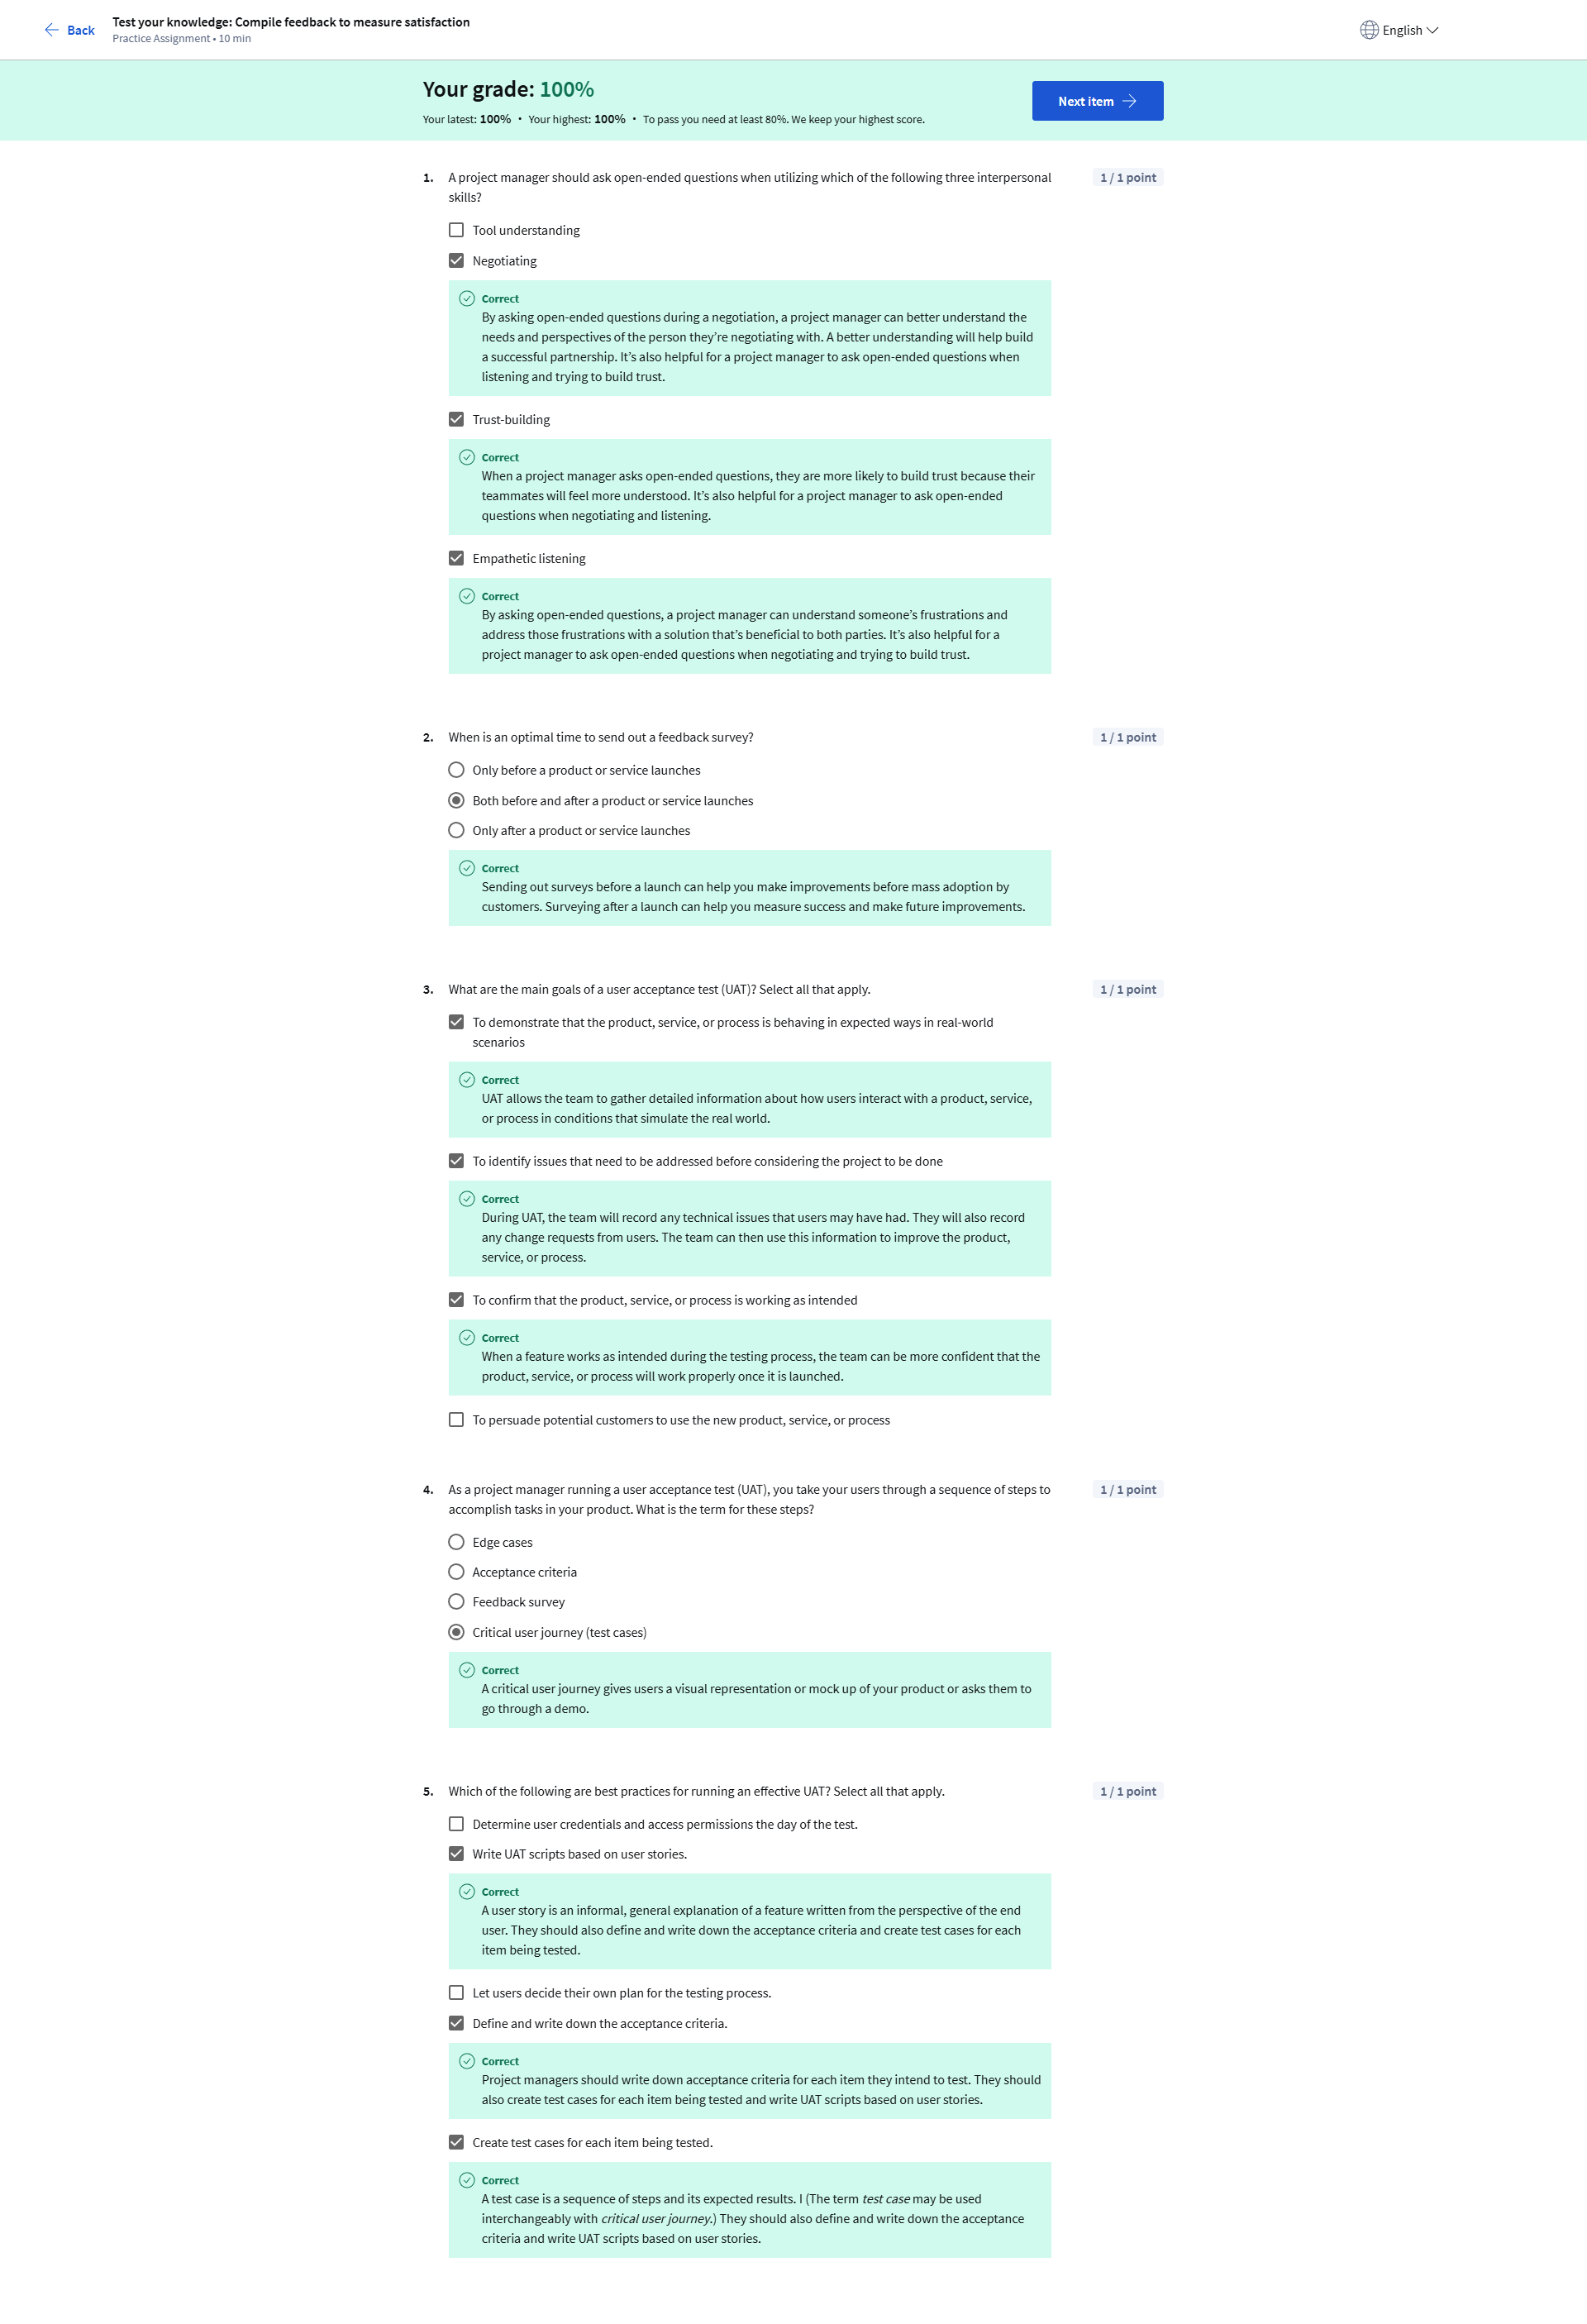 Back
Test your knowledge: Compile feedback to measure satisfaction
Practice Assignment • 10 min
English
Your grade: 100%
Your latest: 100% • Your highest: 100% • To pass you need at least 80%. We keep your highest score.
Next item
1. A project manager should ask open-ended questions when utilizing which of the following three interpersonal
skills?
1 / 1 point
Tool understanding
Negotiating
Correct
By asking open-ended questions during a negotiation, a project manager can better understand the
needs and perspectives of the person they’re negotiating with. A better understanding will help build
a successful partnership. It’s also helpful for a project manager to ask open-ended questions when
listening and trying to build trust.
Trust-building
Correct
When a project manager asks open-ended questions, they are more likely to build trust because their
teammates will feel more understood. It’s also helpful for a project manager to ask open-ended
questions when negotiating and listening.
Empathetic listening
Correct
By asking open-ended questions, a project manager can understand someone’s frustrations and
address those frustrations with a solution that’s beneficial to both parties. It’s also helpful for a
project manager to ask open-ended questions when negotiating and trying to build trust.
2. When is an optimal time to send out a feedback survey?
1 / 1 point
Only before a product or service launches
Both before and after a product or service launches
Only after a product or service launches
Correct
Sending out surveys before a launch can help you make improvements before mass adoption by
customers. Surveying after a launch can help you measure success and make future improvements.
3. What are the main goals of a user acceptance test (UAT)? Select all that apply.
1 / 1 point
To demonstrate that the product, service, or process is behaving in expected ways in real-world
scenarios
Correct
UAT allows the team to gather detailed information about how users interact with a product, service,
or process in conditions that simulate the real world.
To identify issues that need to be addressed before considering the project to be done
Correct
During UAT, the team will record any technical issues that users may have had. They will also record
any change requests from users. The team can then use this information to improve the product,
service, or process.
To confirm that the product, service, or process is working as intended
Correct
When a feature works as intended during the testing process, the team can be more confident that the
product, service, or process will work properly once it is launched.
To persuade potential customers to use the new product, service, or process
4. As a project manager running a user acceptance test (UAT), you take your users through a sequence of steps to
accomplish tasks in your product. What is the term for these steps?
1 / 1 point
Edge cases
Acceptance criteria
Feedback survey
Critical user journey (test cases)
Correct
A critical user journey gives users a visual representation or mock up of your product or asks them to
go through a demo.
5. Which of the following are best practices for running an effective UAT? Select all that apply.
1 / 1 point
Determine user credentials and access permissions the day of the test.
Write UAT scripts based on user stories.
Correct
A user story is an informal, general explanation of a feature written from the perspective of the end
user. They should also define and write down the acceptance criteria and create test cases for each
item being tested.
Let users decide their own plan for the testing process.
Define and write down the acceptance criteria.
Correct
Project managers should write down acceptance criteria for each item they intend to test. They should
also create test cases for each item being tested and write UAT scripts based on user stories.
Create test cases for each item being tested.
Correct
A test case is a sequence of steps and its expected results. I (The term test case may be used
interchangeably with critical user journey.) They should also define and write down the acceptance
criteria and write UAT scripts based on user stories.